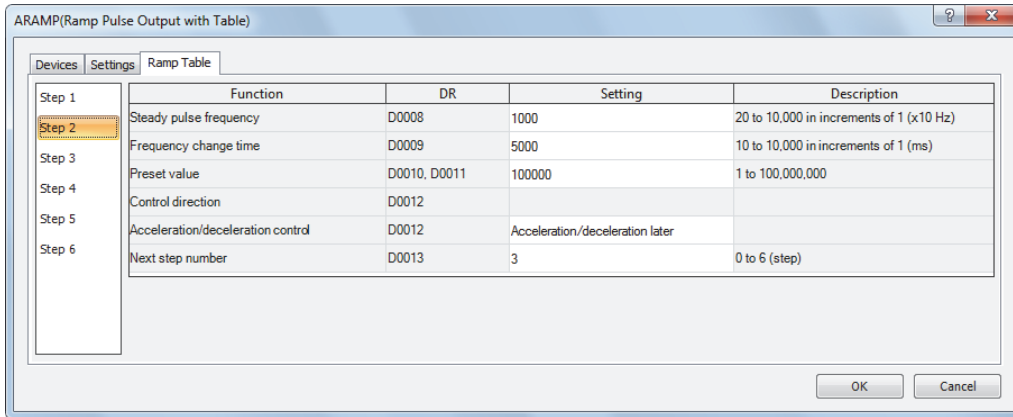 ARAMP(Ramp Pulse Output with Table)
?
Devices Settings Ramp Table
Step 1
Step 2
Step 3
Step 4
Step 5
Step 6
Function DR Setting Description
Steady pulse frequency D0008 1000 20 to 10,000 in increments of 1 (x10 Hz)
Frequency change time D0009 5000 10 to 10,000 in increments of 1 (ms)
Preset value D0010, D0011 100000 1 to 100,000,000
Control direction D0012
Acceleration/deceleration control D0012 Acceleration/deceleration later
Next step number D0013 3 0 to 6 (step)
OK Cancel